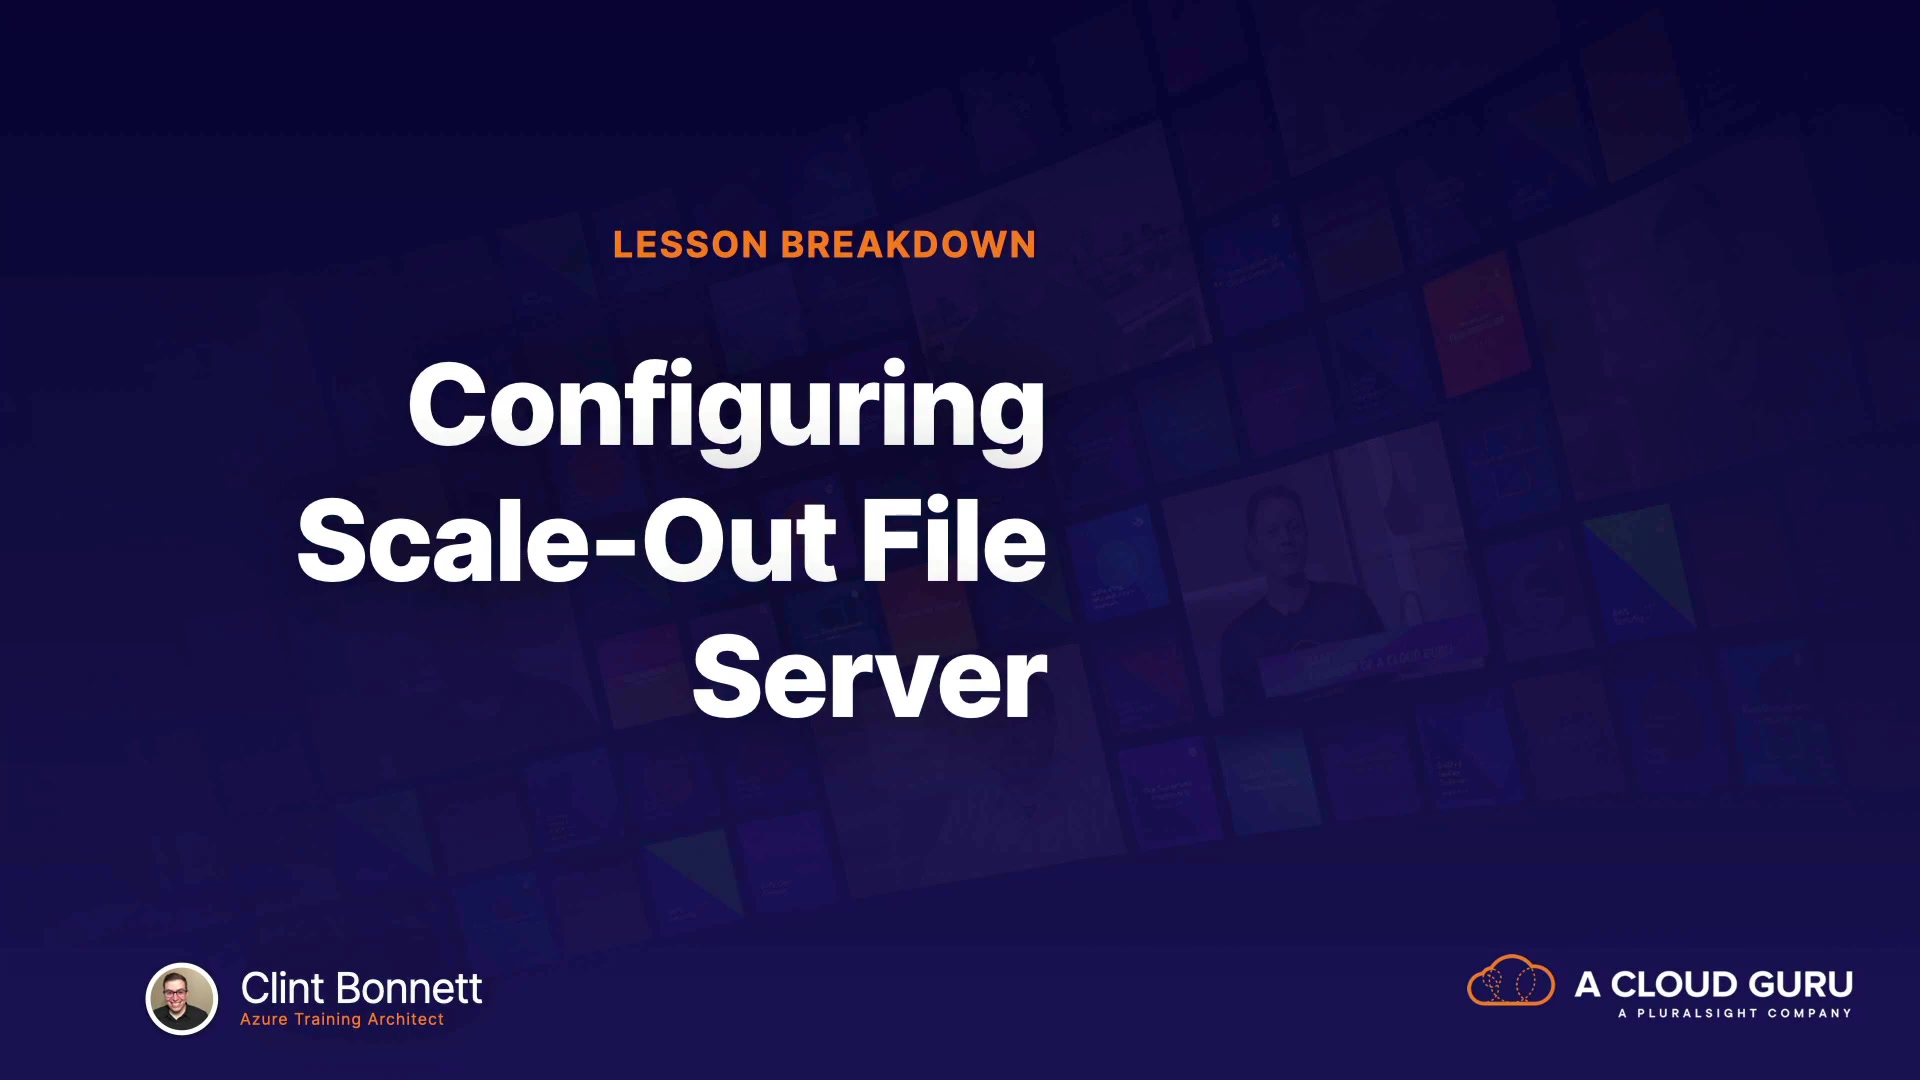 LESSON BREAKDOWN
Configuring
Scale-Out File
Server
Clint Bonnett
Azure Training Architect
A CLOUD GURU
A PLURALSIGHT COMPANY